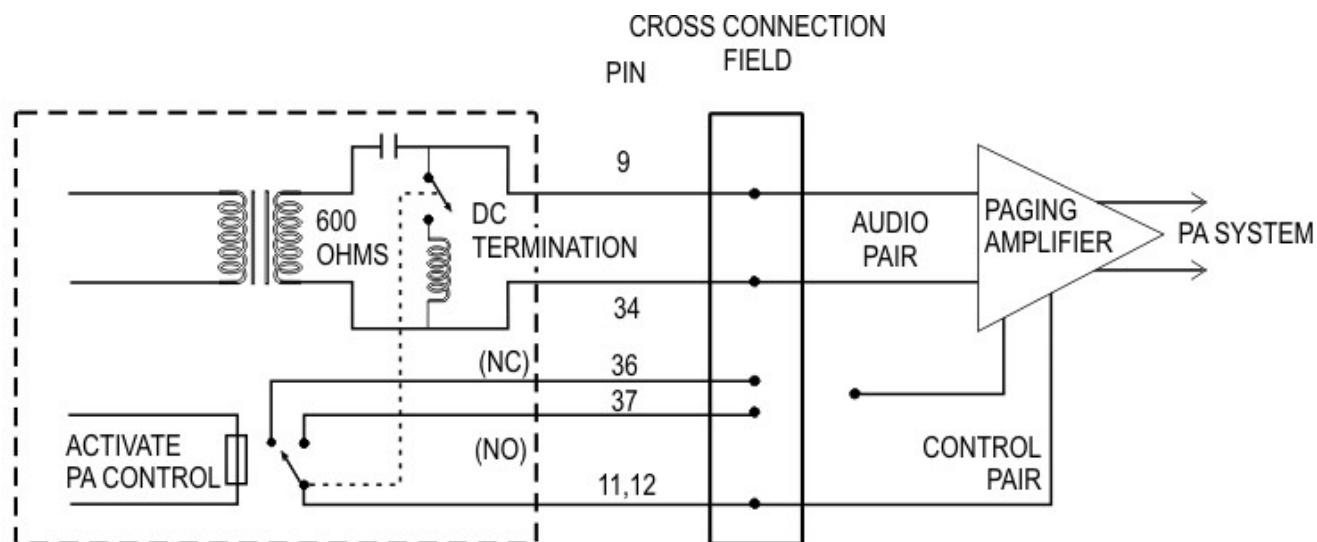 CROSS CONNECTION
FIELD
PIN
9
600
OHMS
DC
TERMINATION
AUDIO
PAIR
PAGING
AMPLIFIER
PA SYSTEM
34
(NC)
36
37
ACTIVATE
PA CONTROL
(NO)
11,12
CONTROL
PAIR